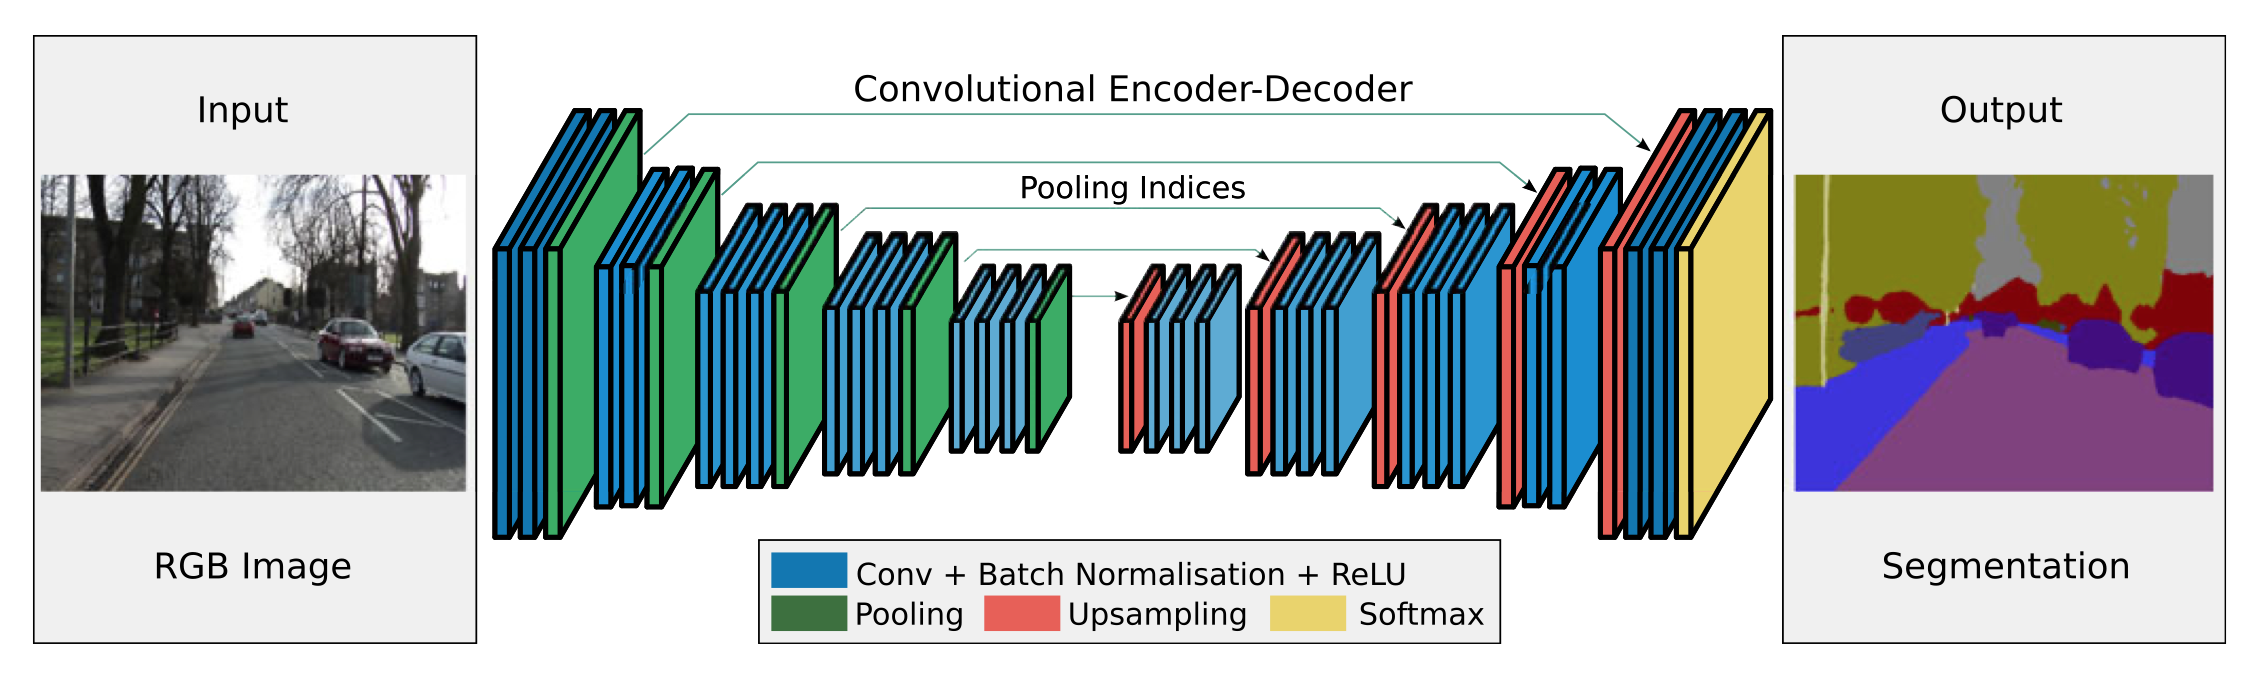 Input
RGB Image
Convolutional Encoder-Decoder
Pooling Indices
Conv + Batch Normalisation + ReLU
Pooling
Upsampling
Softmax
Output
Segmentation